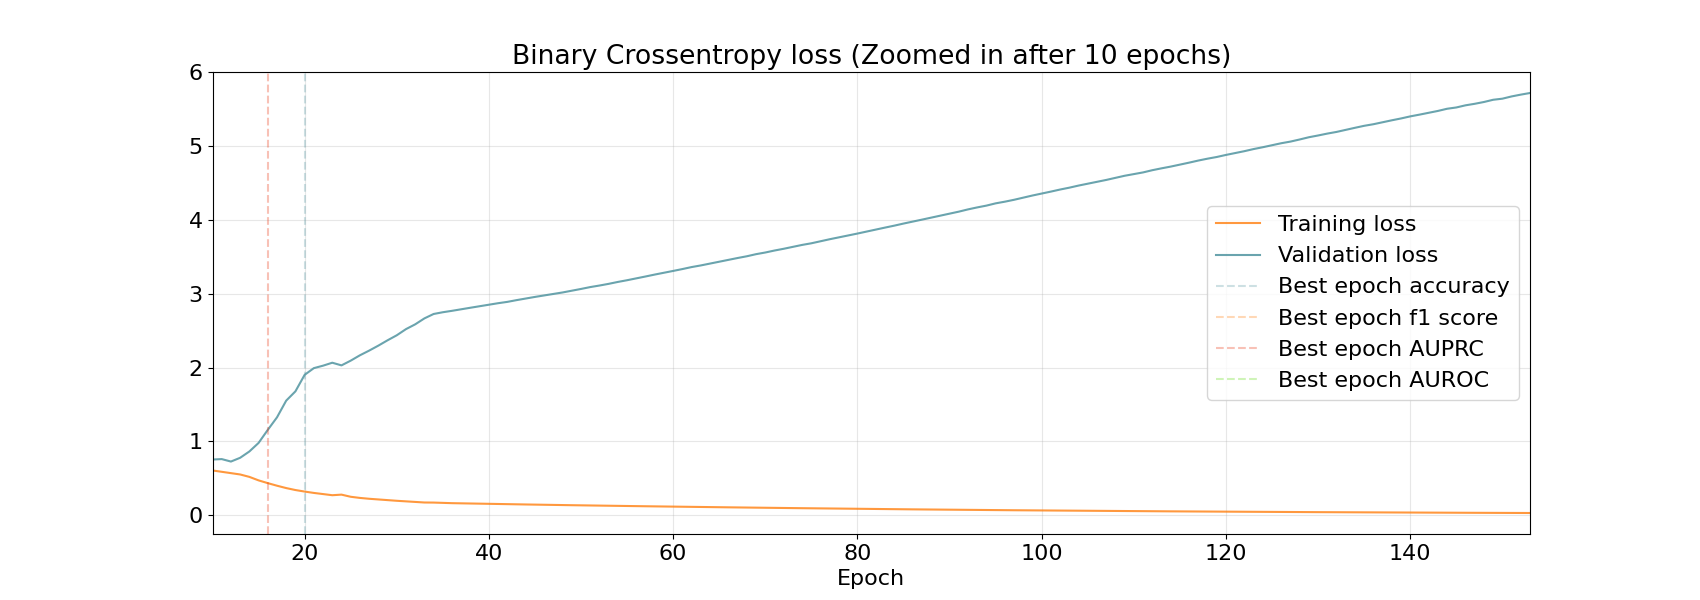 Binary Crossentropy loss (Zoomed in after 10 epochs)
6
5
4
3
2
1
0
Training loss
Validation loss
Best epoch accuracy
Best epoch f1 score
Best epoch AUPRC
Best epoch AUROC
20 40 60 80 100 120 140
Epoch